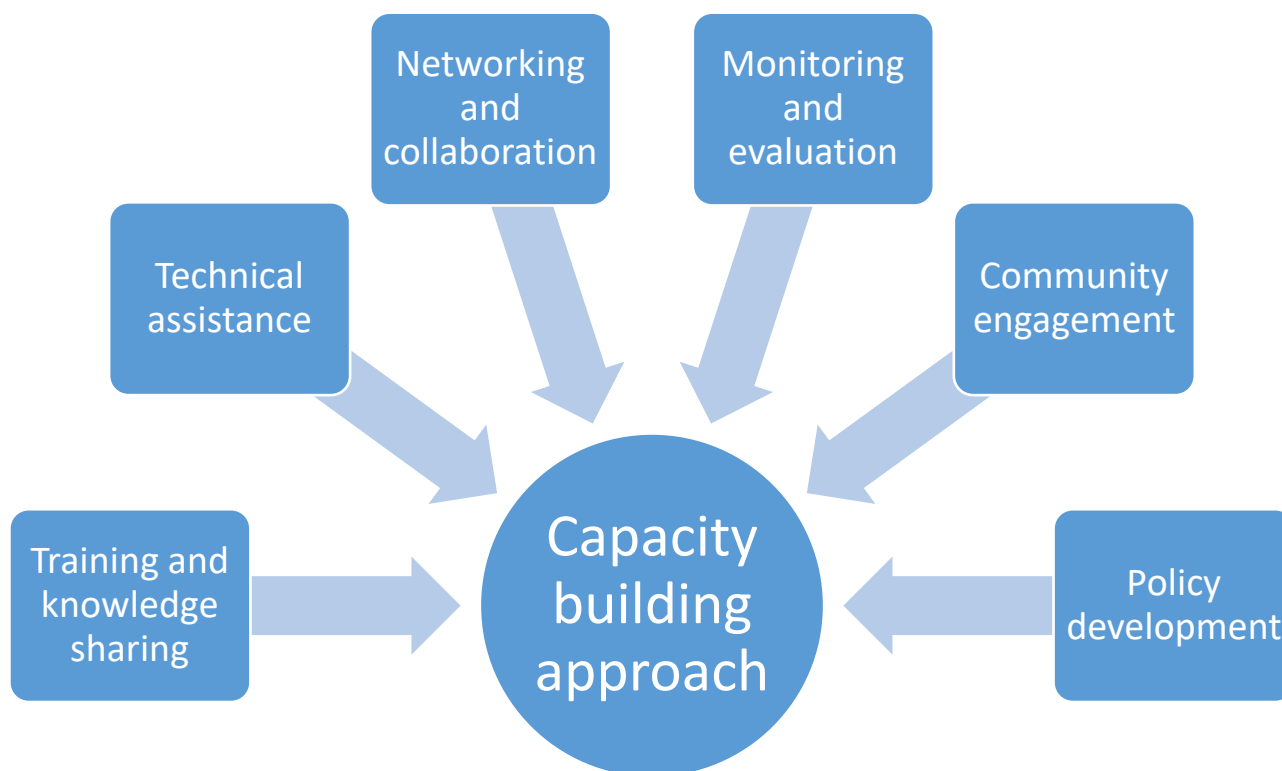 Networking
and
collaboration
Monitoring
and
evaluation
Technical
assistance
Community
engagement
Training and
knowledge
sharing
Capacity
building
approach
Policy
development